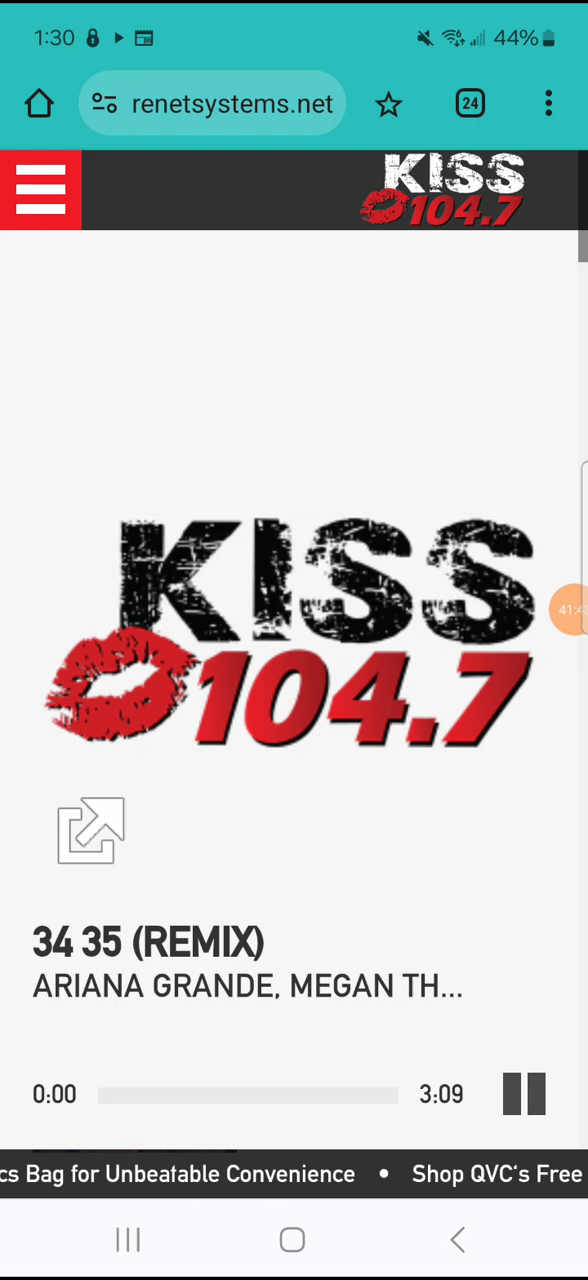 1:30
44%
renetsystems.net
24
KISS
104.7
KISS
104.7
34 35 (REMIX)
ARIANA GRANDE, MEGAN TH...
0:00
3:09
cs Bag for Unbeatable Convenience • Shop QVC's Free